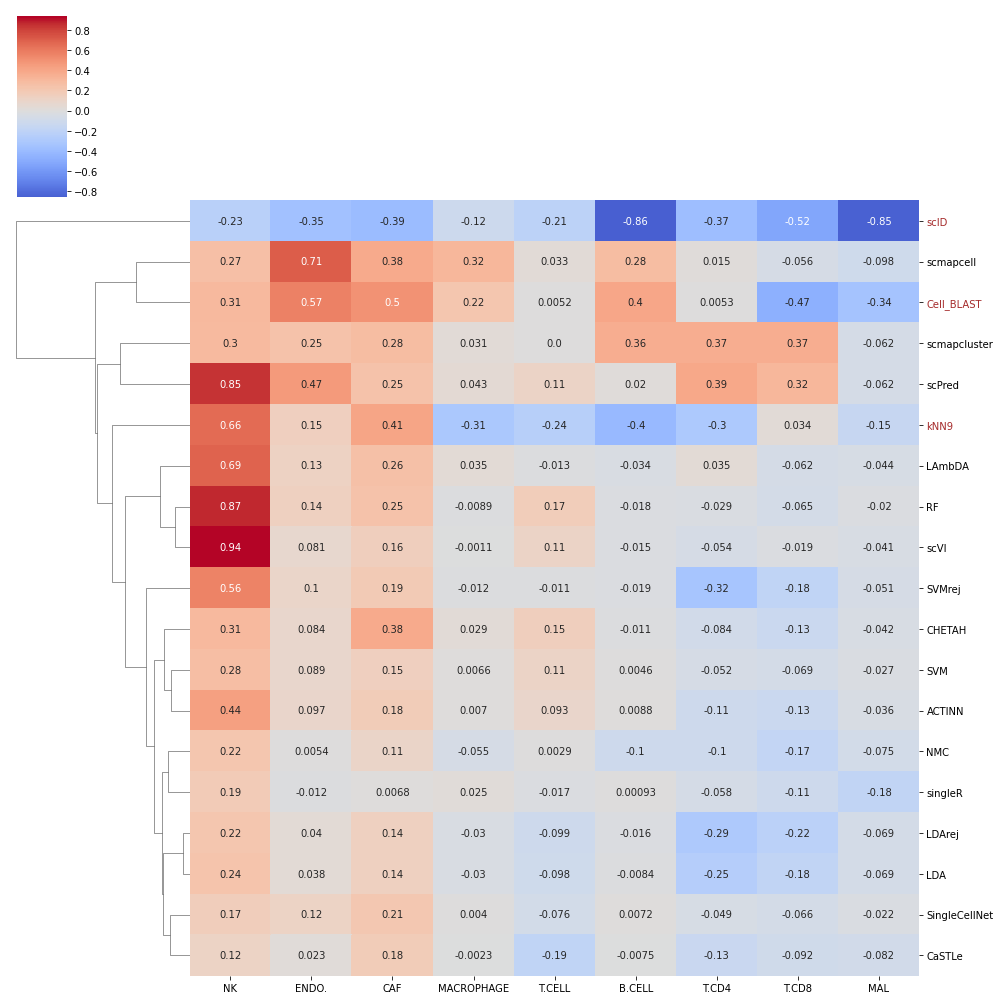 0.8
0.6
0.4
0.2
0.0
−0.2
−0.4
−0.6
−0.8
-0.23 -0.35 -0.39 -0.12 -0.21 -0.86 -0.37 -0.52 -0.85 scID
0.27 0.71 0.38 0.32 0.033 0.28 0.015 -0.056 -0.098 scmapcell
0.31 0.57 0.5 0.22 0.0052 0.4 0.0053 -0.47 -0.34 Cell_BLAST
0.3 0.25 0.28 0.031 0.0 0.36 0.37 0.37 -0.062 scmapcluster
0.85 0.47 0.25 0.043 0.11 0.02 0.39 0.32 -0.062 scPred
0.66 0.15 0.41 -0.31 -0.24 -0.4 -0.3 0.034 -0.15 kNN9
0.69 0.13 0.26 0.035 -0.013 -0.034 0.035 -0.062 -0.044 LAmbDA
0.87 0.14 0.25 -0.0089 0.17 -0.018 -0.029 -0.065 -0.02 RF
0.94 0.081 0.16 -0.0011 0.11 -0.015 -0.054 -0.019 -0.041 scVI
0.56 0.1 0.19 -0.012 -0.011 -0.019 -0.32 -0.18 -0.051 SVMrej
0.31 0.084 0.38 0.029 0.15 -0.011 -0.084 -0.13 -0.042 CHETAH
0.28 0.089 0.15 0.0066 0.11 0.0046 -0.052 -0.069 -0.027 SVM
0.44 0.097 0.18 0.007 0.093 0.0088 -0.11 -0.13 -0.036 ACTINN
0.22 0.0054 0.11 -0.055 0.0029 -0.1 -0.1 -0.17 -0.075 NMC
0.19 -0.012 0.0068 0.025 -0.017 0.00093 -0.058 -0.11 -0.18 singleR
0.22 0.04 0.14 -0.03 -0.099 -0.016 -0.29 -0.22 -0.069 LDArej
0.24 0.038 0.14 -0.03 -0.098 -0.0084 -0.25 -0.18 -0.069 LDA
0.17 0.12 0.21 0.004 -0.076 0.0072 -0.049 -0.066 -0.022 SingleCellNet
0.12 0.023 0.18 -0.0023 -0.19 -0.0075 -0.13 -0.092 -0.082 CaSTLe
NK ENDO. CAF MACROPHAGE T.CELL B.CELL T.CD4 T.CD8 MAL